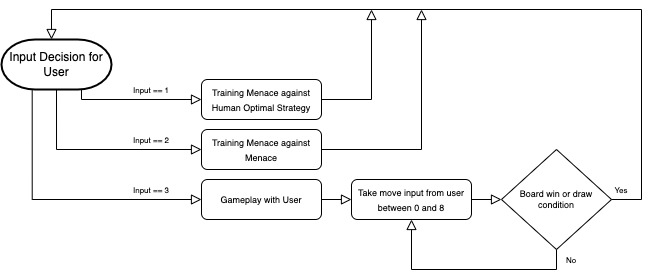 Input Decision for
User
Input == 1
Training Menace against
Human Optimal Strategy
Input == 2
Training Menace against
Menace
Input == 3
Gameplay with User
Take move input from user
between 0 and 8
Board win or draw
condition
Yes
No